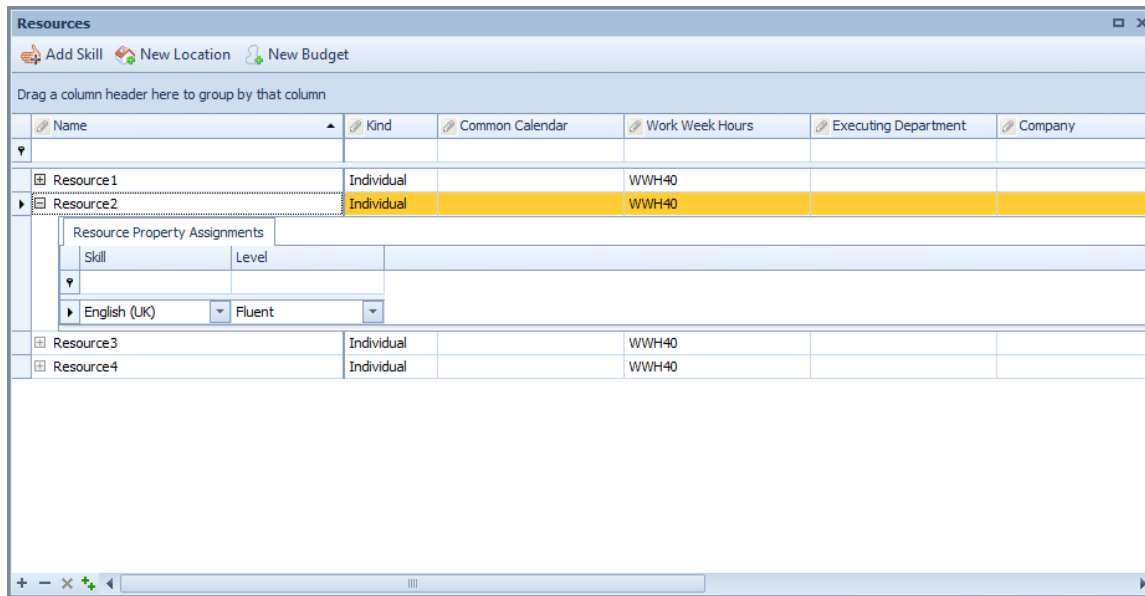 Resources
Add Skill New Location New Budget
Drag a column header here to group by that column
Name Kind Common Calendar Work Week Hours Executing Department Company
Resource1 Individual WWH40
Resource2 Individual WWH40
Resource Property Assignments
Skill Level
English (UK) Fluent
Resource3 Individual WWH40
Resource4 Individual WWH40